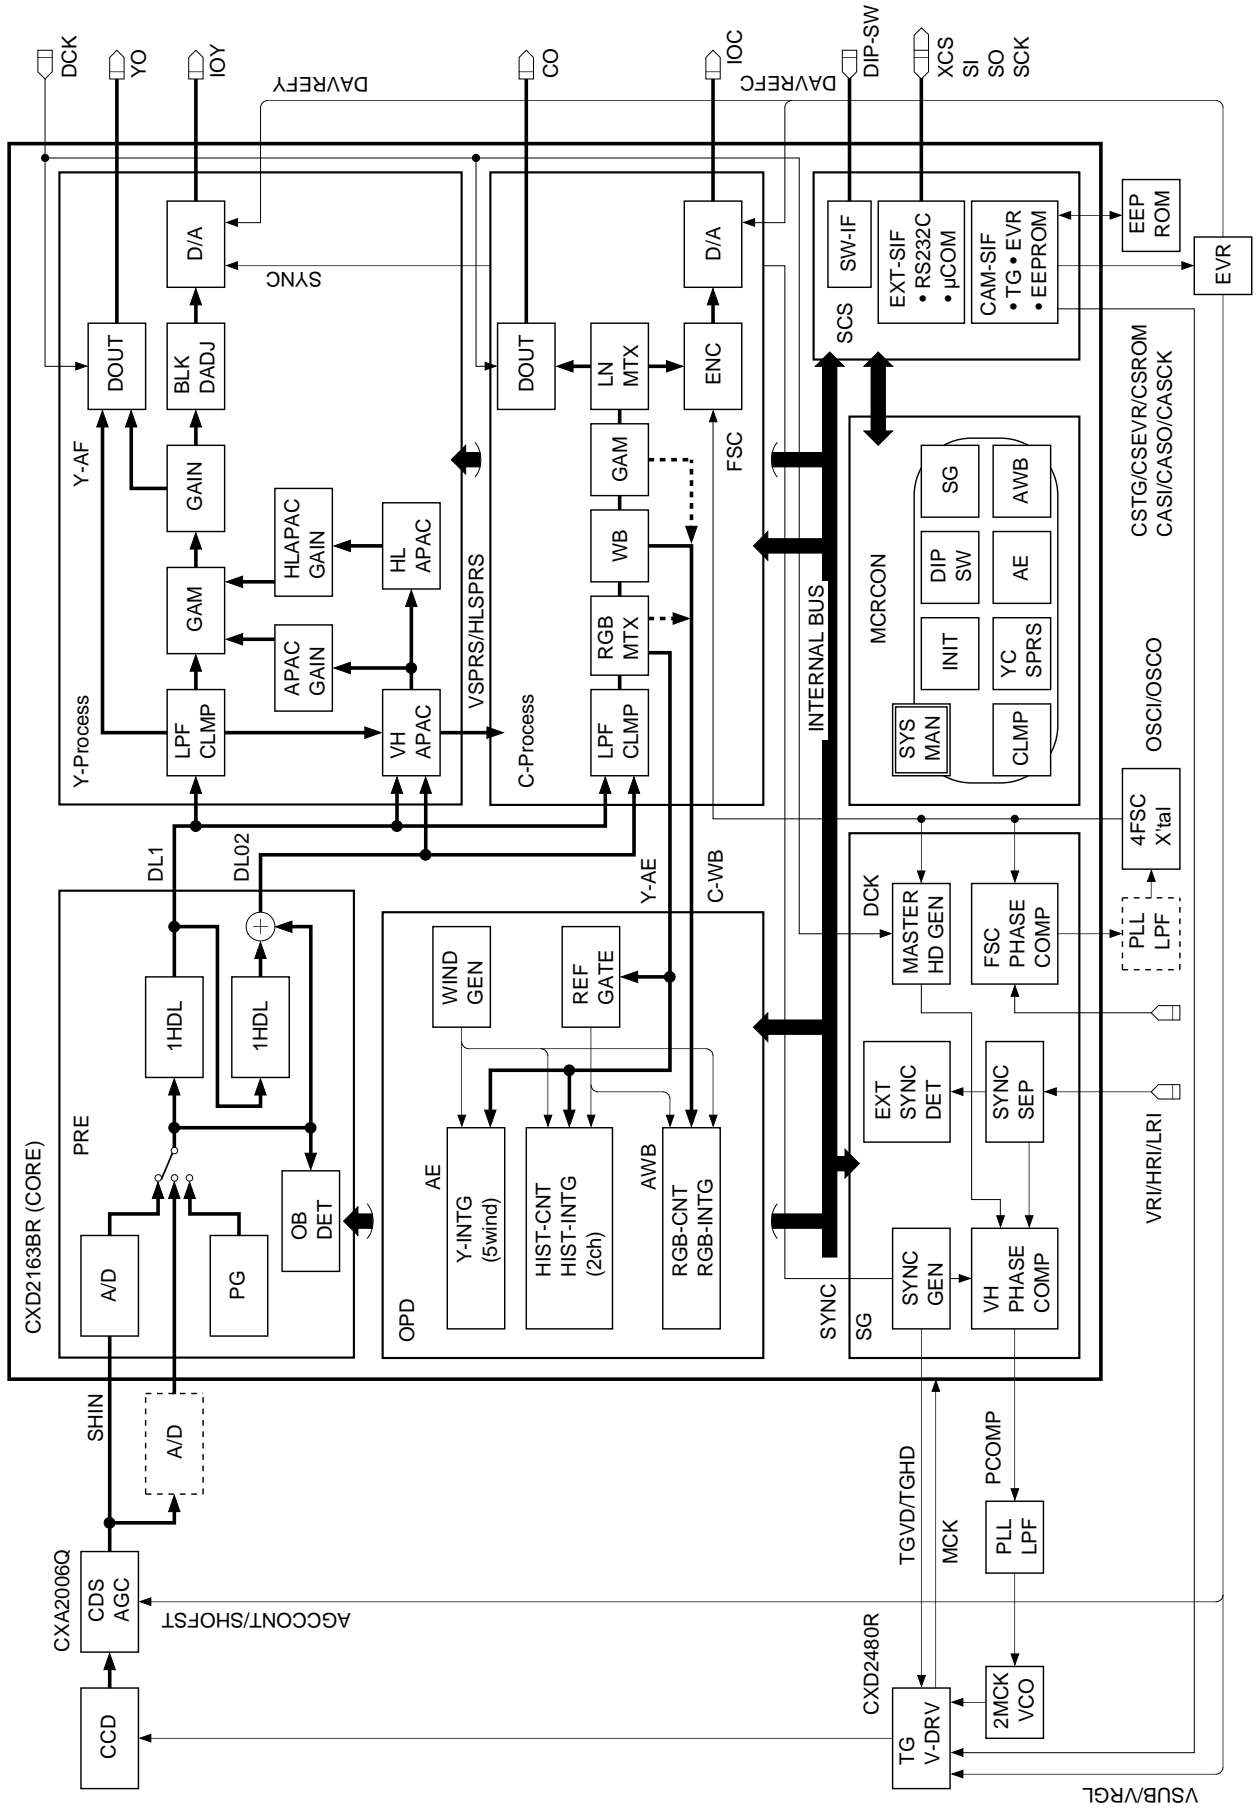 CXD2163BR (CORE)
CXA2006Q
CCD
CDS
AGC
SHIN
A/D
AGCCONT/SHOFST
PRE
A/D
PG
OB
DET
1HDL
1HDL
DL1
DL02
Y-Process
LPF
CLMP
VH
APAC
APAC
GAIN
GAM
HL
APAC
HLAPAC
GAIN
GAIN
Y-AF
BLK
DADJ
DOUT
D/A
VSPRS/HLSPRS
SYNC
DCK
YO
IOY
DAVREFY
C-Process
LPF
CLMP
RGB
MTX
WB
GAM
LN
MTX
DOUT
ENC
FSC
D/A
CO
IOC
DAVREFC
OPD
AE
Y-INTG
(5wind)
HIST-CNT
HIST-INTG
(2ch)
AWB
RGB-CNT
RGB-INTG
WIND
GEN
REF
GATE
Y-AE
C-WB
INTERNAL BUS
SCS
SW-IF
EXT-SIF
• RS232C
• µCOM
CAM-SIF
• TG • EVR
• EEPROM
DIP-SW
XCS
SI
SO
SCK
EEP
ROM
EVR
CSTG/CSEVR/CSROM
CASI/CASO/CASCK
MCRCON
SYS
MAN
INIT
DIP
SW
SG
CLMP
YC
SPRS
AE
AWB
SYNC
SG
SYNC
GEN
VH
PHASE
COMP
EXT
SYNC
DET
SYNC
SEP
DCK
MASTER
HD GEN
FSC
PHASE
COMP
PLL
LPF
4FSC
X'tal
OSCI/OSCO
VRI/HRI/LRI
TGVD/TGHD
MCK
PCOMP
PLL
LPF
2MCK
VCO
CXD2480R
TG
V-DRV
VSUB/VRGL